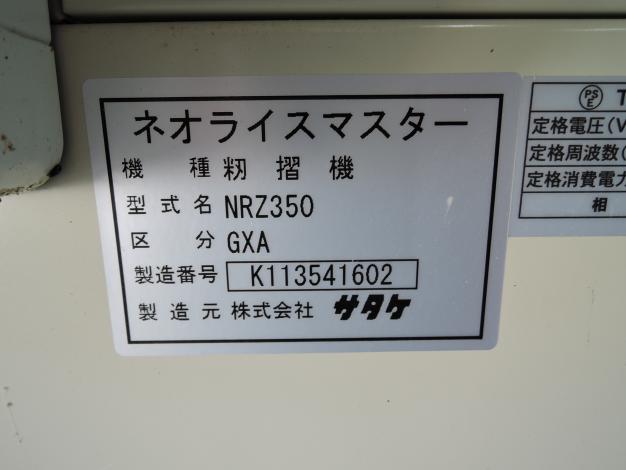 ネオライスマスター
機種 籾摺機
型式名 NRZ350
区分 GXA
製造番号 K113541602
製造元 株式会社 サタケ
PS E T
定格電圧(V
定格周波数(
定格消費電力
相